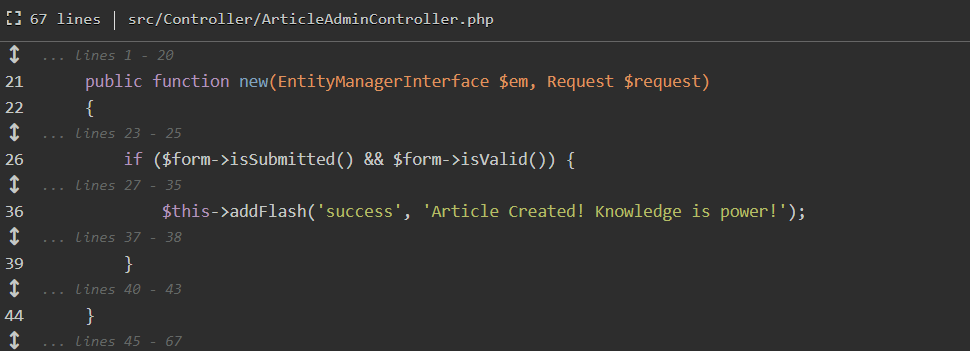 67 lines | src/Controller/ArticleAdminController.php
... lines 1 - 20
21 public function new(EntityManagerInterface $em, Request $request)
22 {
... lines 23 - 25
26 if ($form->isSubmitted() && $form->isValid()) {
... lines 27 - 35
36 $this->addFlash('success', 'Article Created! Knowledge is power!');
... lines 37 - 38
39 }
... lines 40 - 43
44 }
... lines 45 - 67